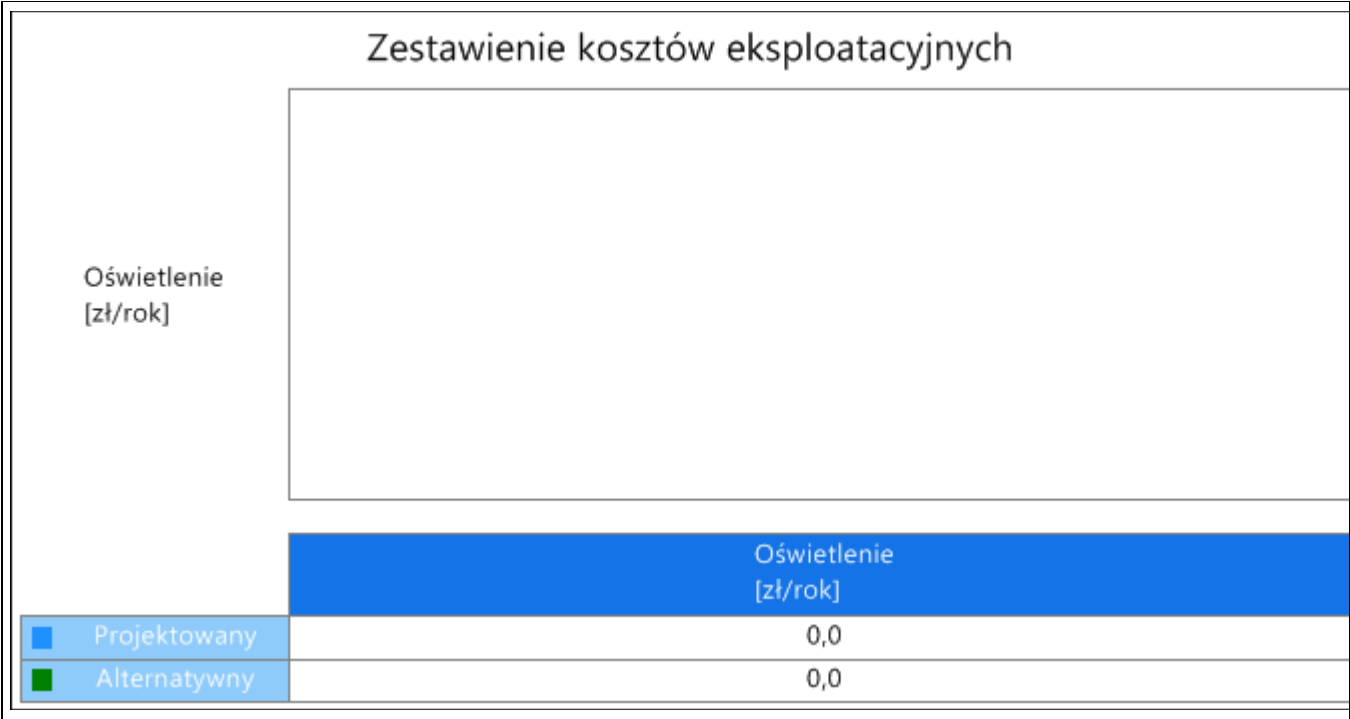 Zestawienie kosztów eksploatacyjnych
Oświetlenie
[zł/rok]
Oświetlenie
[zł/rok]
Projektowany 0,0
Alternatywny 0,0